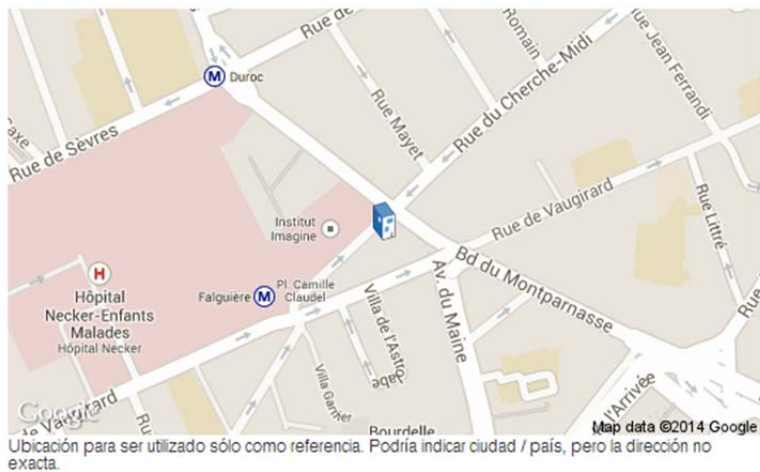 Rue de
Romain
Rue Jean Ferrandi
M Duroc
Rue du Cherche-Midi
Rue Mayet
Saxe
Rue de Sèvres
Rue de Vaugirard
Rue Littré
Institut
Imagine
Bd du Montparnasse
H
Hôpital
Necker-Enfants
Malades
Hôpital Necker
Falguière M
Pl. Camille
Claudel
Av. du Maine
Villa de l'Astrolabe
Villa Garnier
de Vaugirard
Bourdelle
l'Arrivée
Google
Map data ©2014 Google
Ubicación para ser utilizado sólo como referencia. Podría indicar ciudad / país, pero la dirección no
exacta.